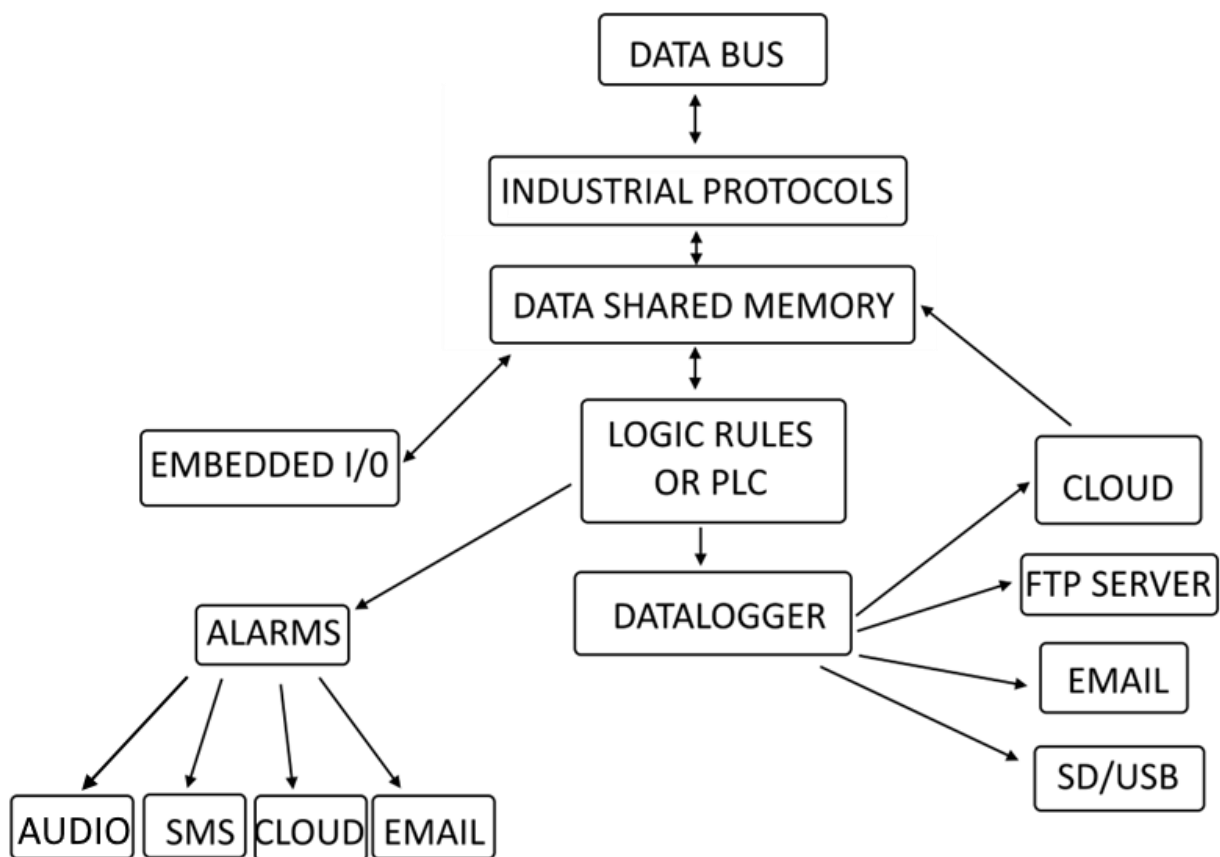 DATA BUS
INDUSTRIAL PROTOCOLS
DATA SHARED MEMORY
LOGIC RULES
OR PLC
EMBEDDED I/0
CLOUD
FTP SERVER
DATALOGGER
ALARMS
EMAIL
SD/USB
AUDIO
SMS
CLOUD
EMAIL